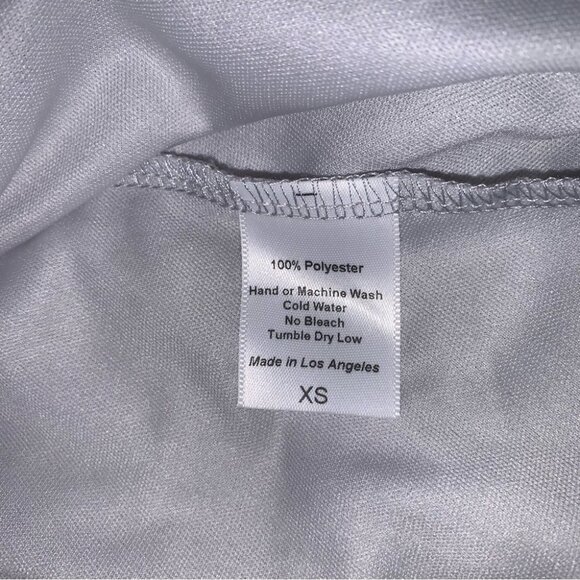 100% Polyester
Hand or Machine Wash
Cold Water
No Bleach
Tumble Dry Low
Made in Los Angeles
XS